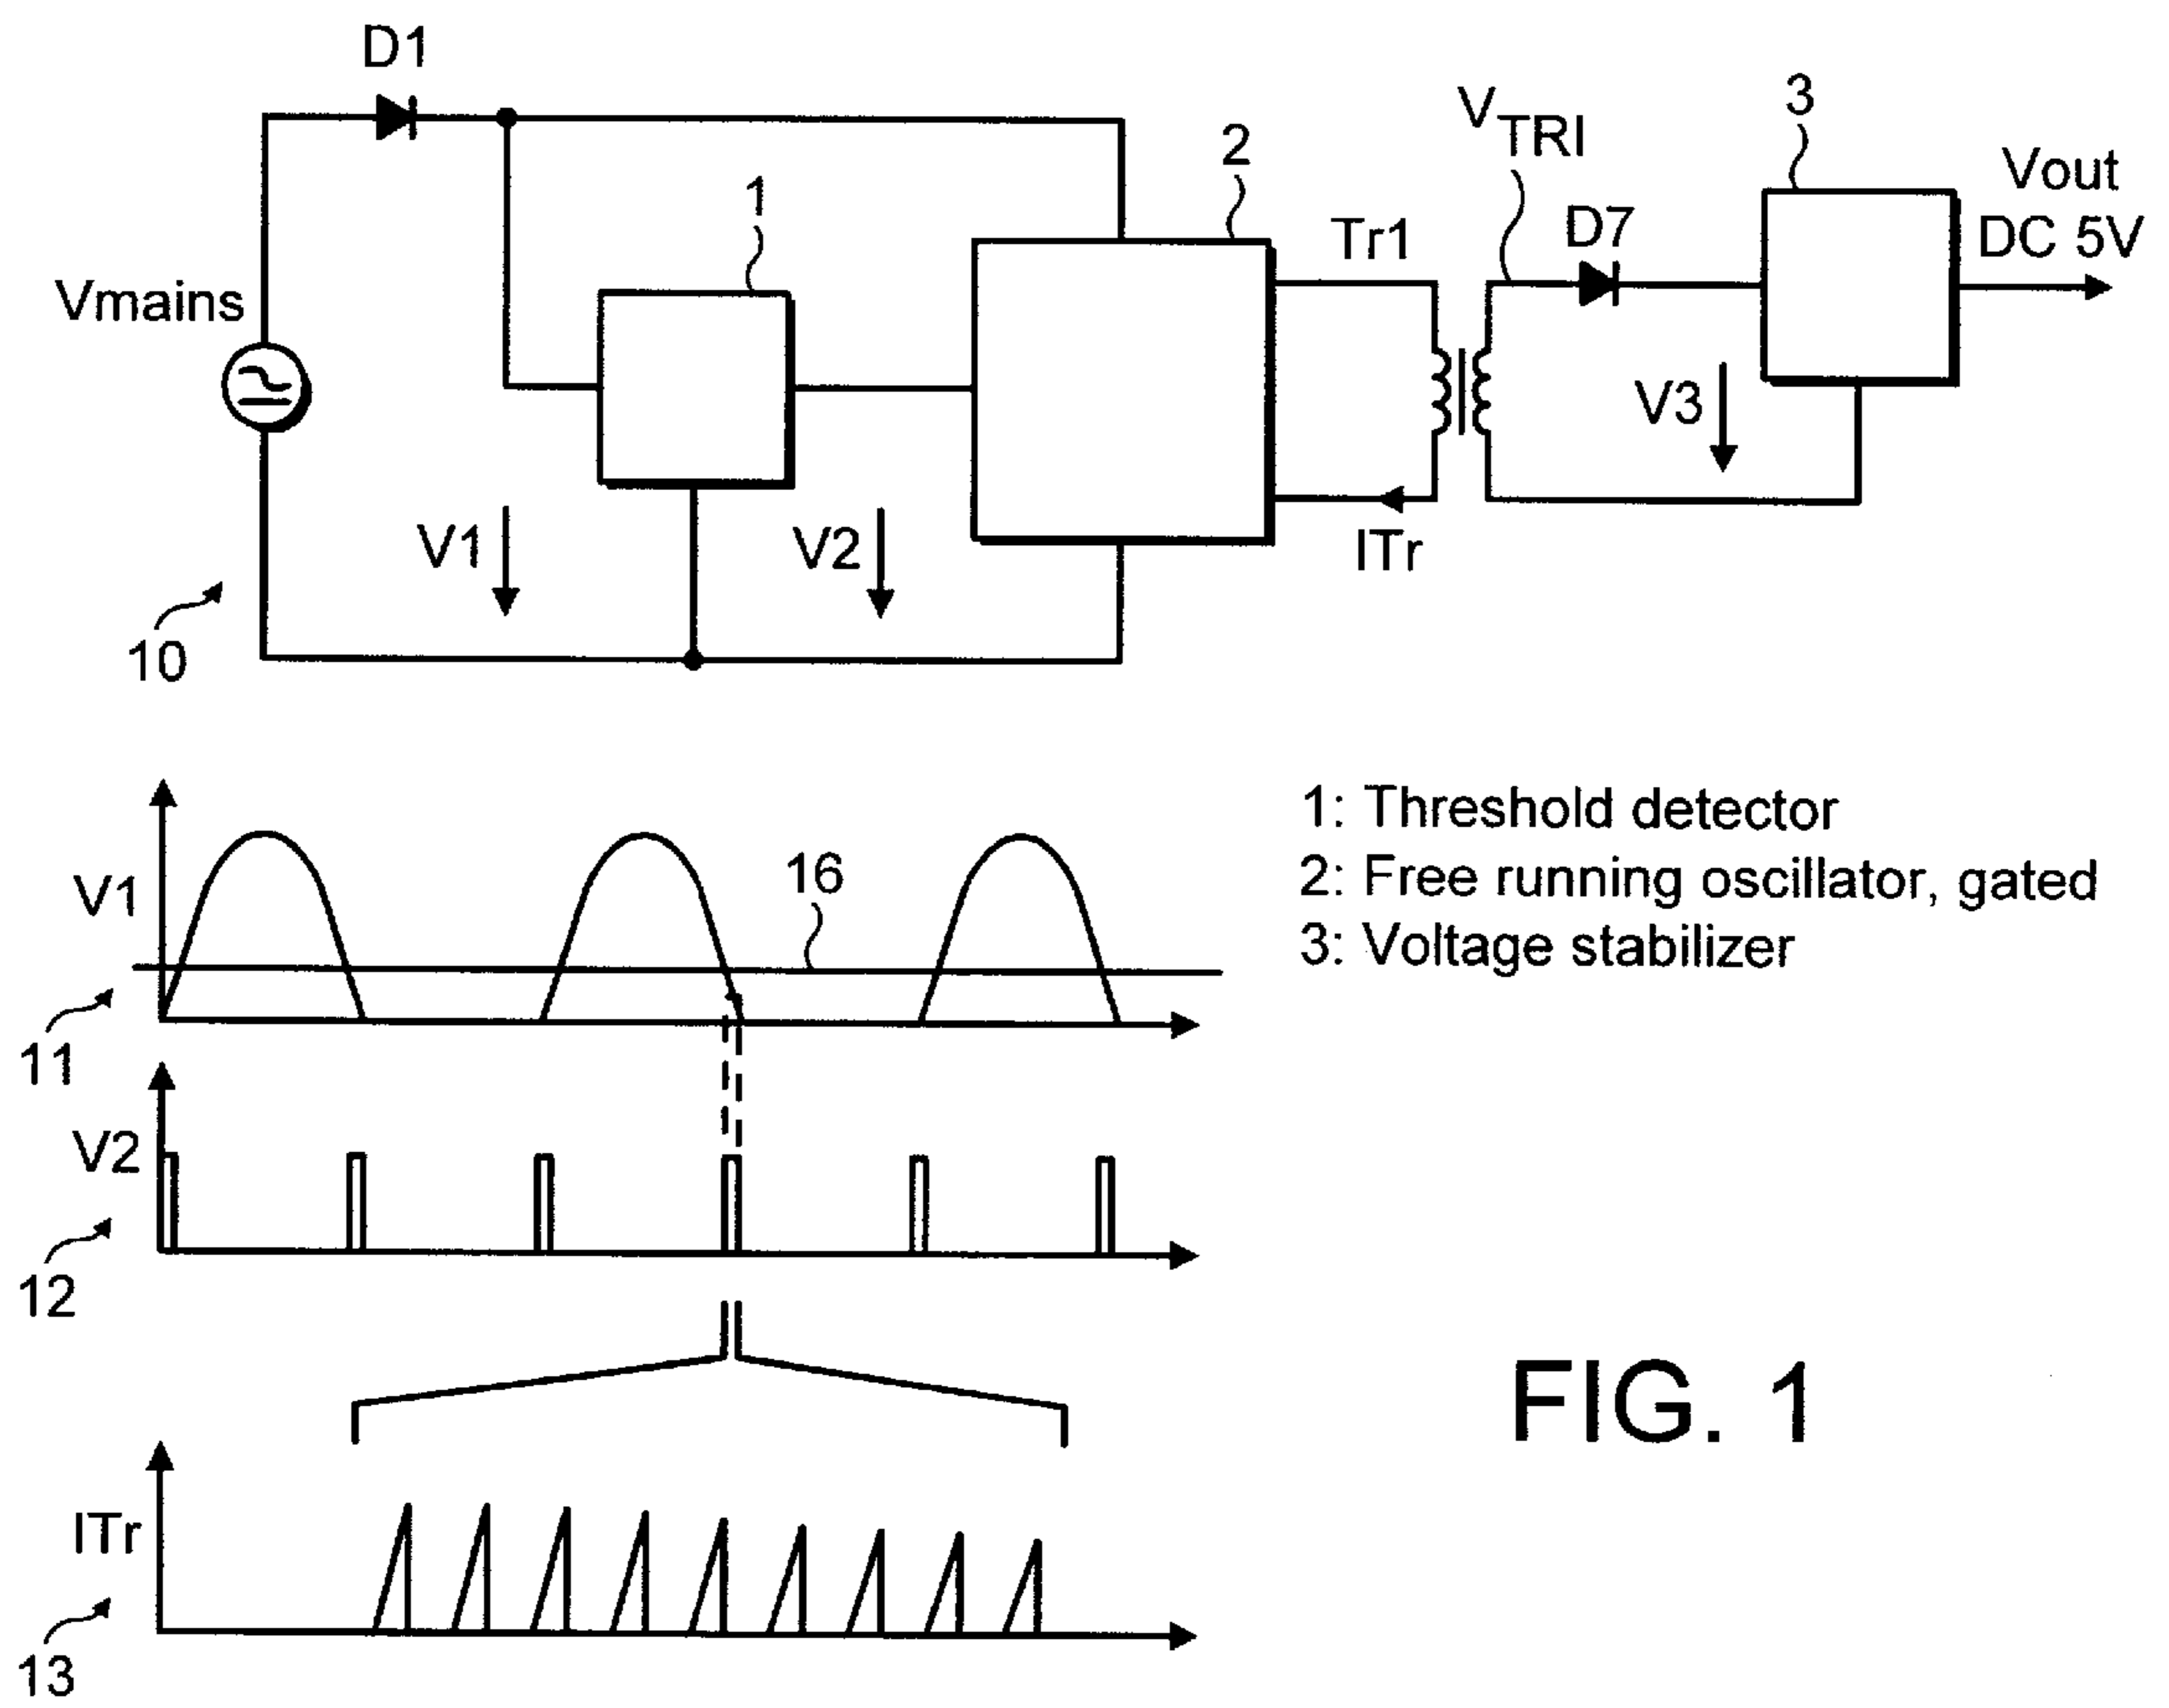 D1
V TRI
3
2
Vout
DC 5V
1
Tr1
D7
Vmains
V3
V1
V2
ITr
10
1: Threshold detector
2: Free running oscillator, gated
3: Voltage stabilizer
V1
16
11
V2
12
FIG. 1
ITr
13